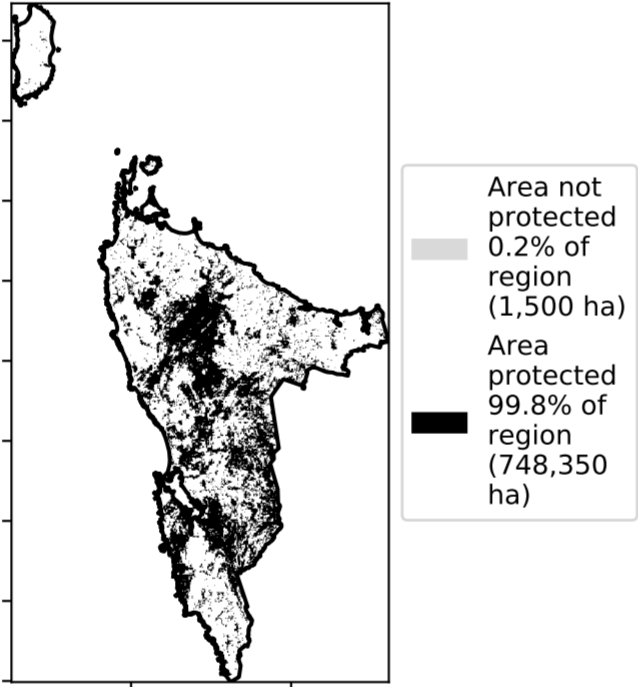 Area not
protected
0.2% of
region
(1,500 ha)
Area
protected
99.8% of
region
(748,350
ha)